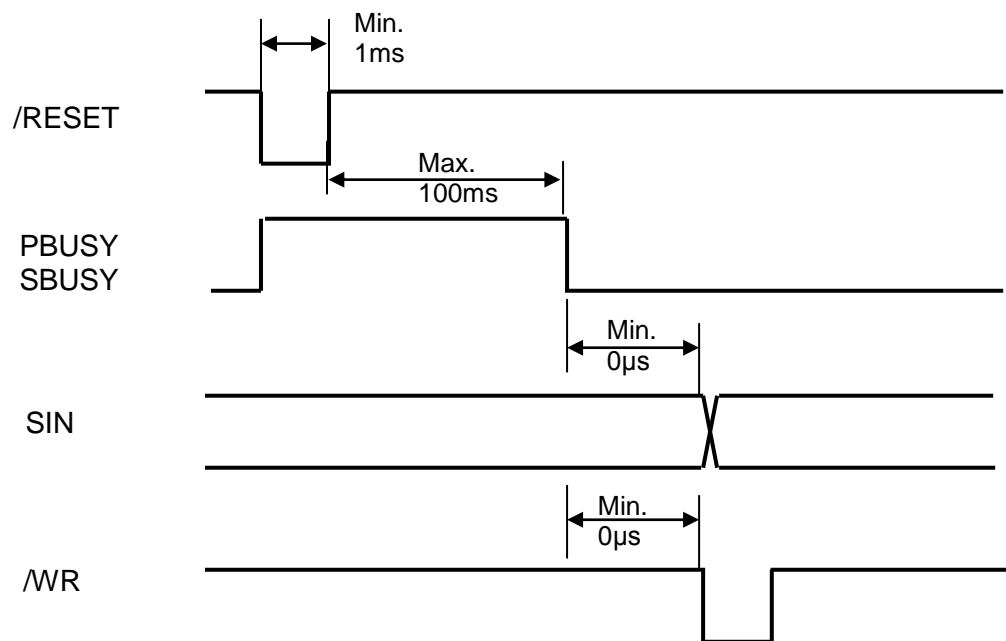 Min.
1ms
/RESET
Max.
100ms
PBUSY
SBUSY
Min.
0µs
SIN
Min.
0µs
/WR